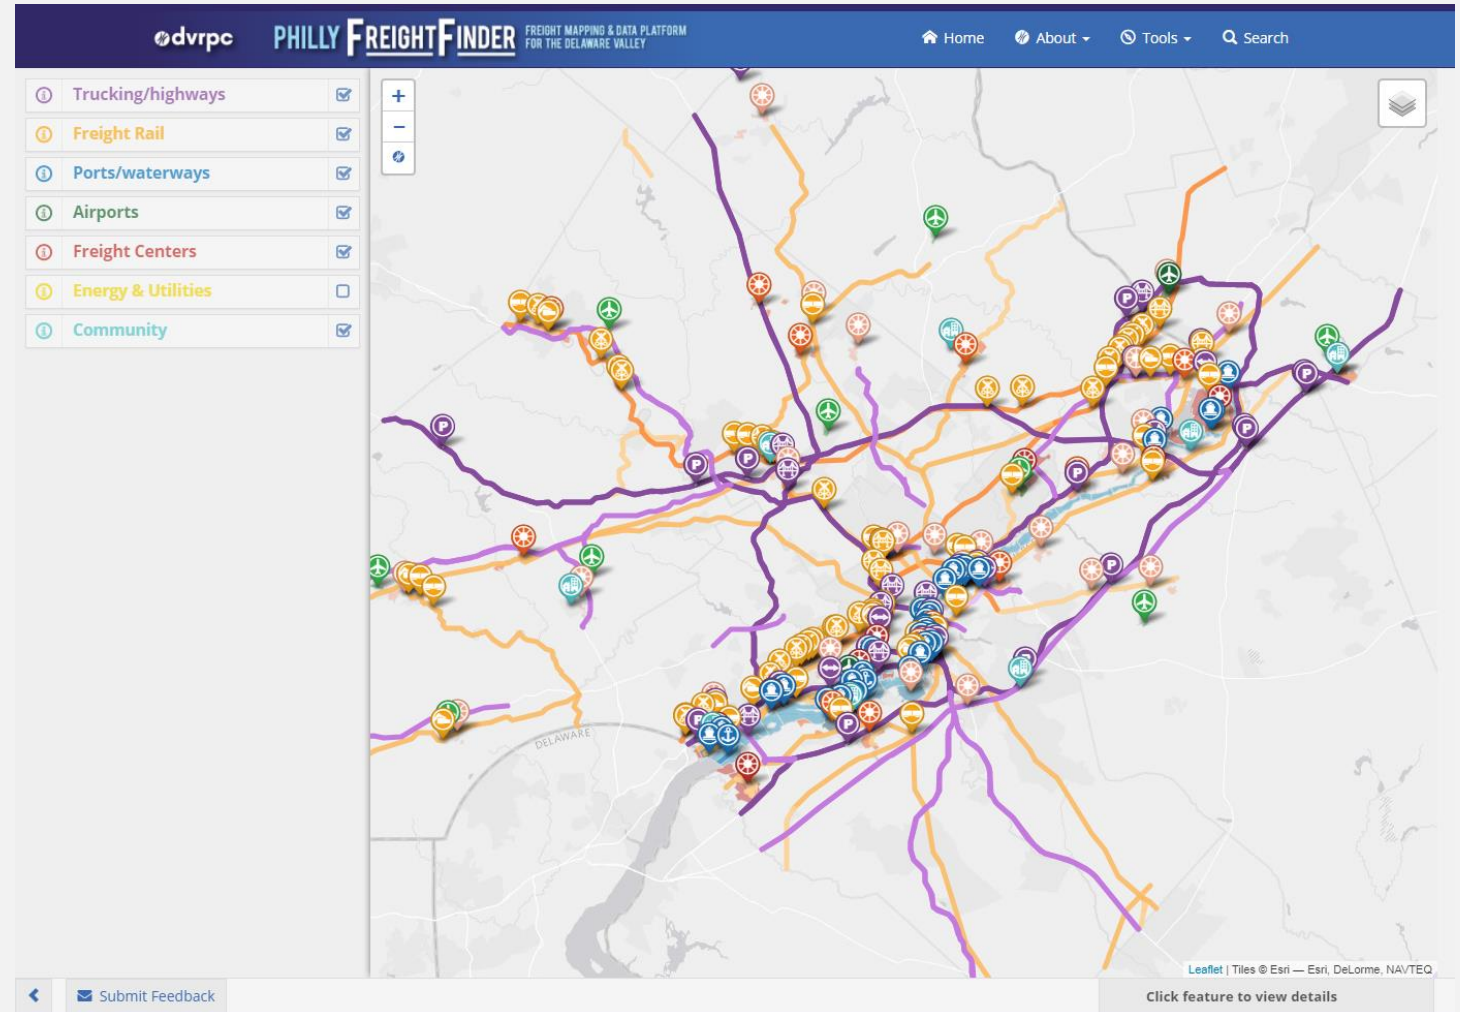 dvrpc
PHILLY FREIGHTFINDER
FREIGHT MAPPING & DATA PLATFORM
FOR THE DELAWARE VALLEY
Home
About
Tools
Search
Trucking/highways
Freight Rail
Ports/waterways
Airports
Freight Centers
Energy & Utilities
Community
+
−
P
P
P
P
P
P
P
P
P
P
P
DELAWARE
Leaflet | Tiles © Esri — Esri, DeLorme, NAVTEQ
Submit Feedback
Click feature to view details